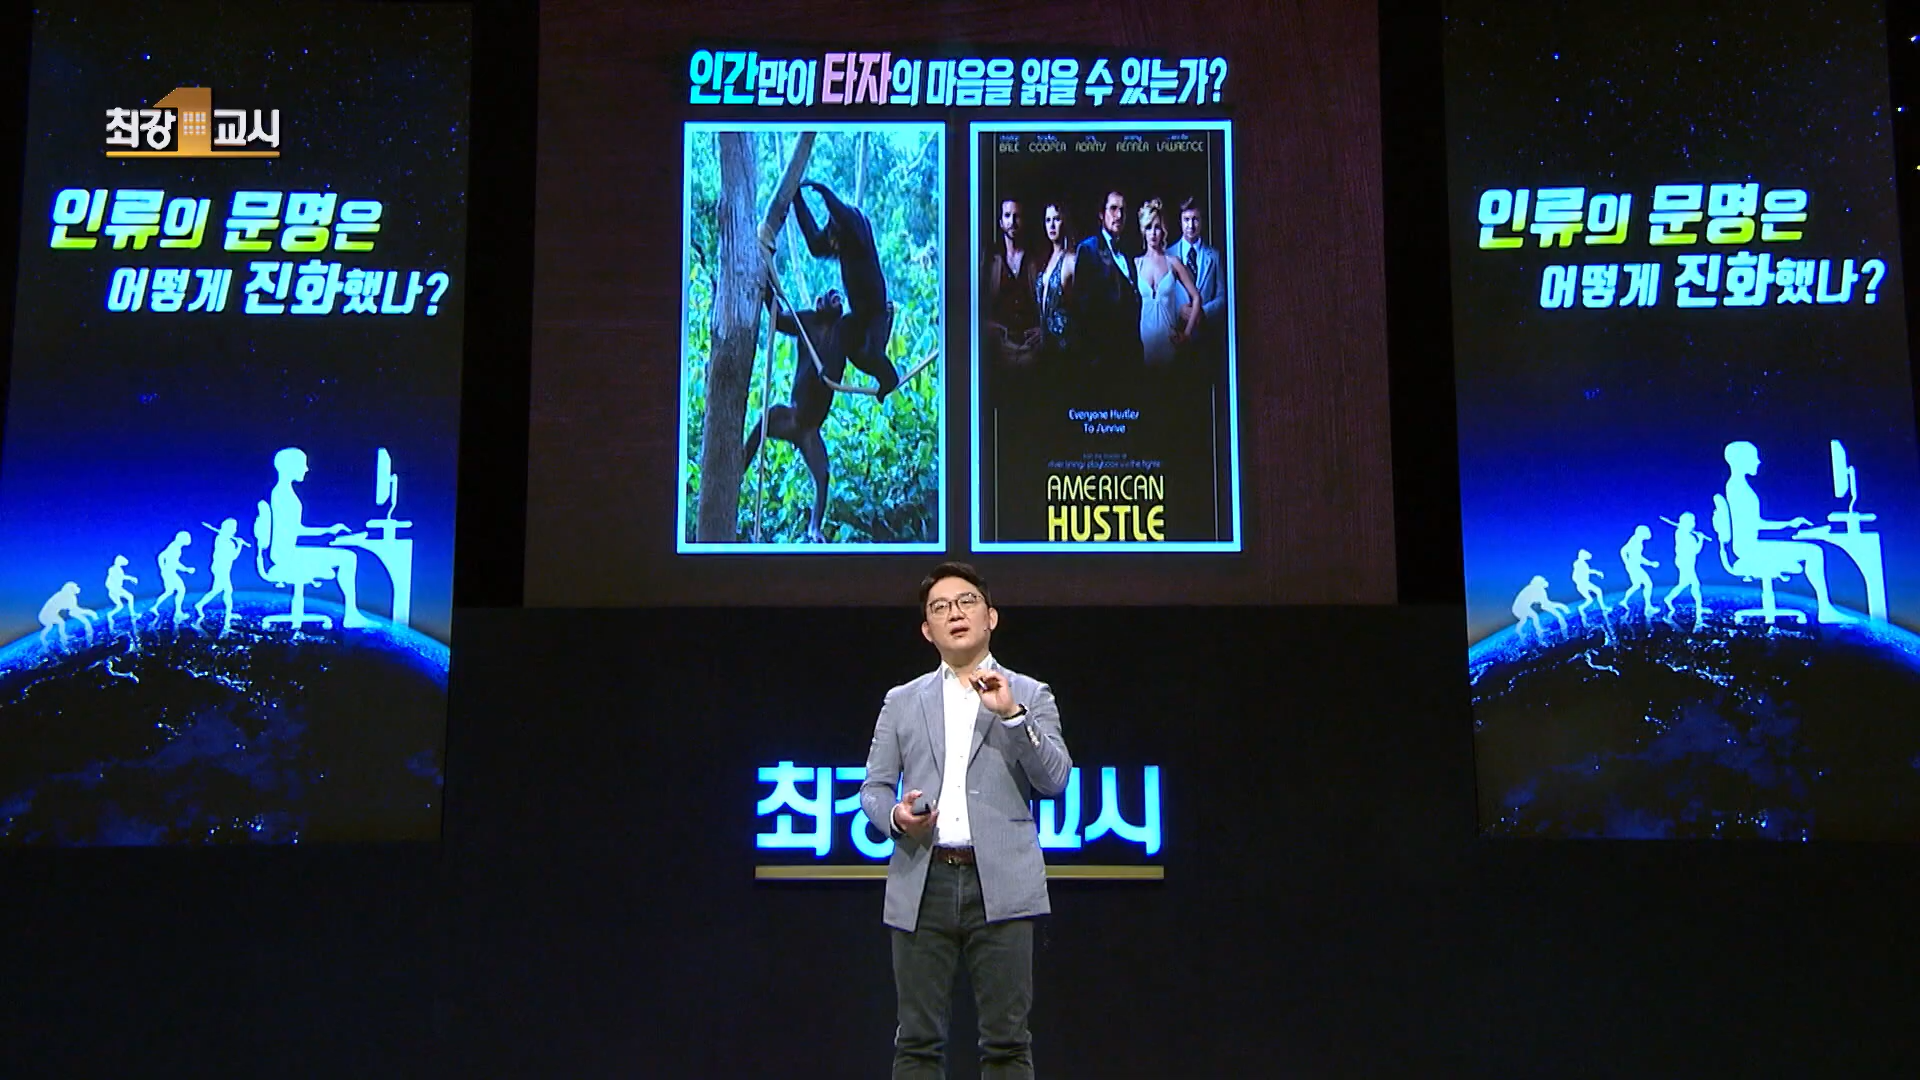 최강1교시
인류의 문명은
어떻게 진화했나?
인간만이 타자의 마음을 읽을 수 있는가?
BALE COOPER ADAMS RENNER LAWRENCE
Everyone Hustles
To Survive
AMERICAN
HUSTLE
인류의 문명은
어떻게 진화했나?
최강 교시